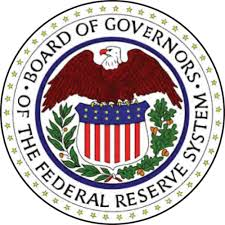 BOARD OF GOVERNORS
OF THE FEDERAL RESERVE SYSTEM